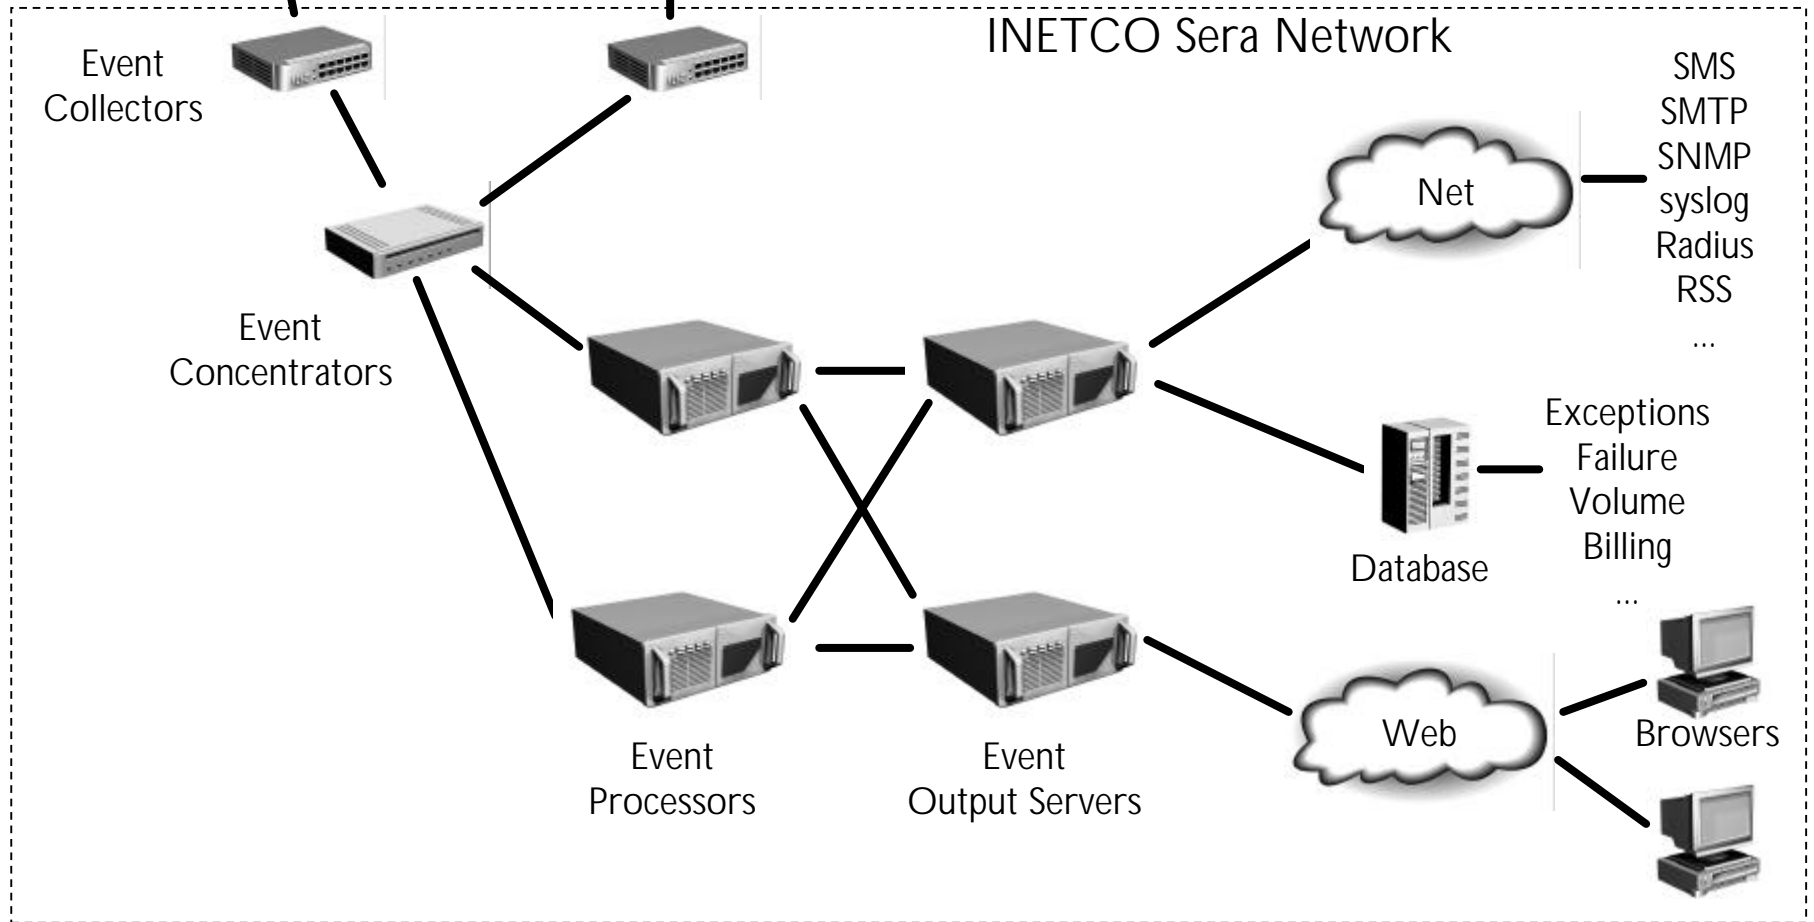 INETCO Sera Network
Event
Collectors
SMS
SMTP
SNMP
syslog
Radius
RSS
...
Net
Event
Concentrators
Exceptions
Failure
Volume
Billing
...
Database
Web
Browsers
Event
Processors
Event
Output Servers